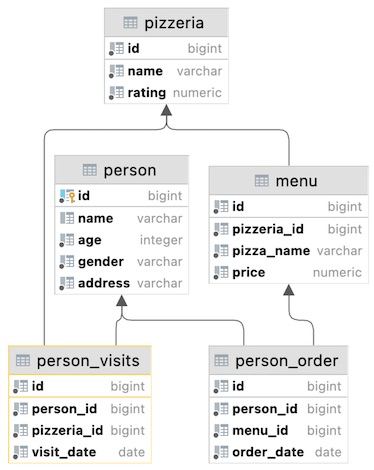 pizzeria
id bigint
name varchar
rating numeric
person
id bigint
name varchar
age integer
gender varchar
address varchar
menu
id bigint
pizzeria_id bigint
pizza_name varchar
price numeric
person_visits
id bigint
person_id bigint
pizzeria_id bigint
visit_date date
person_order
id bigint
person_id bigint
menu_id bigint
order_date date